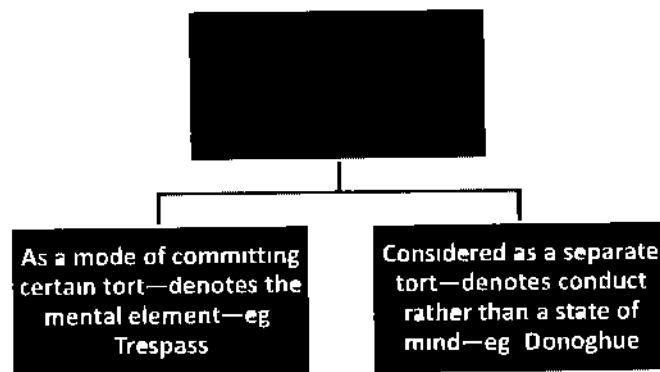 As a mode of committing
certain tort—denotes the
mental element—eg
Trespass
Considered as a separate
tort—denotes conduct
rather than a state of
mind—eg Donoghue